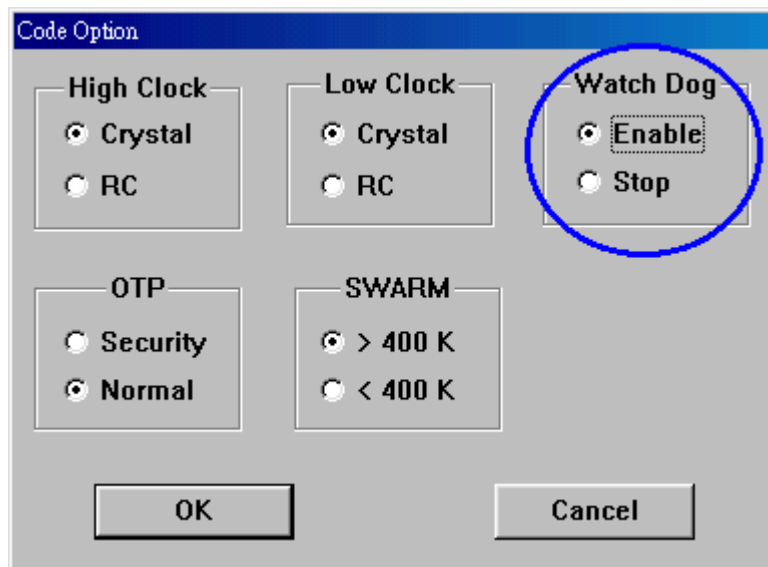 Code Option
High Clock
Crystal
RC
Low Clock
Crystal
RC
Watch Dog
Enable
Stop
OTP
Security
Normal
SWARM
> 400 K
< 400 K
OK
Cancel